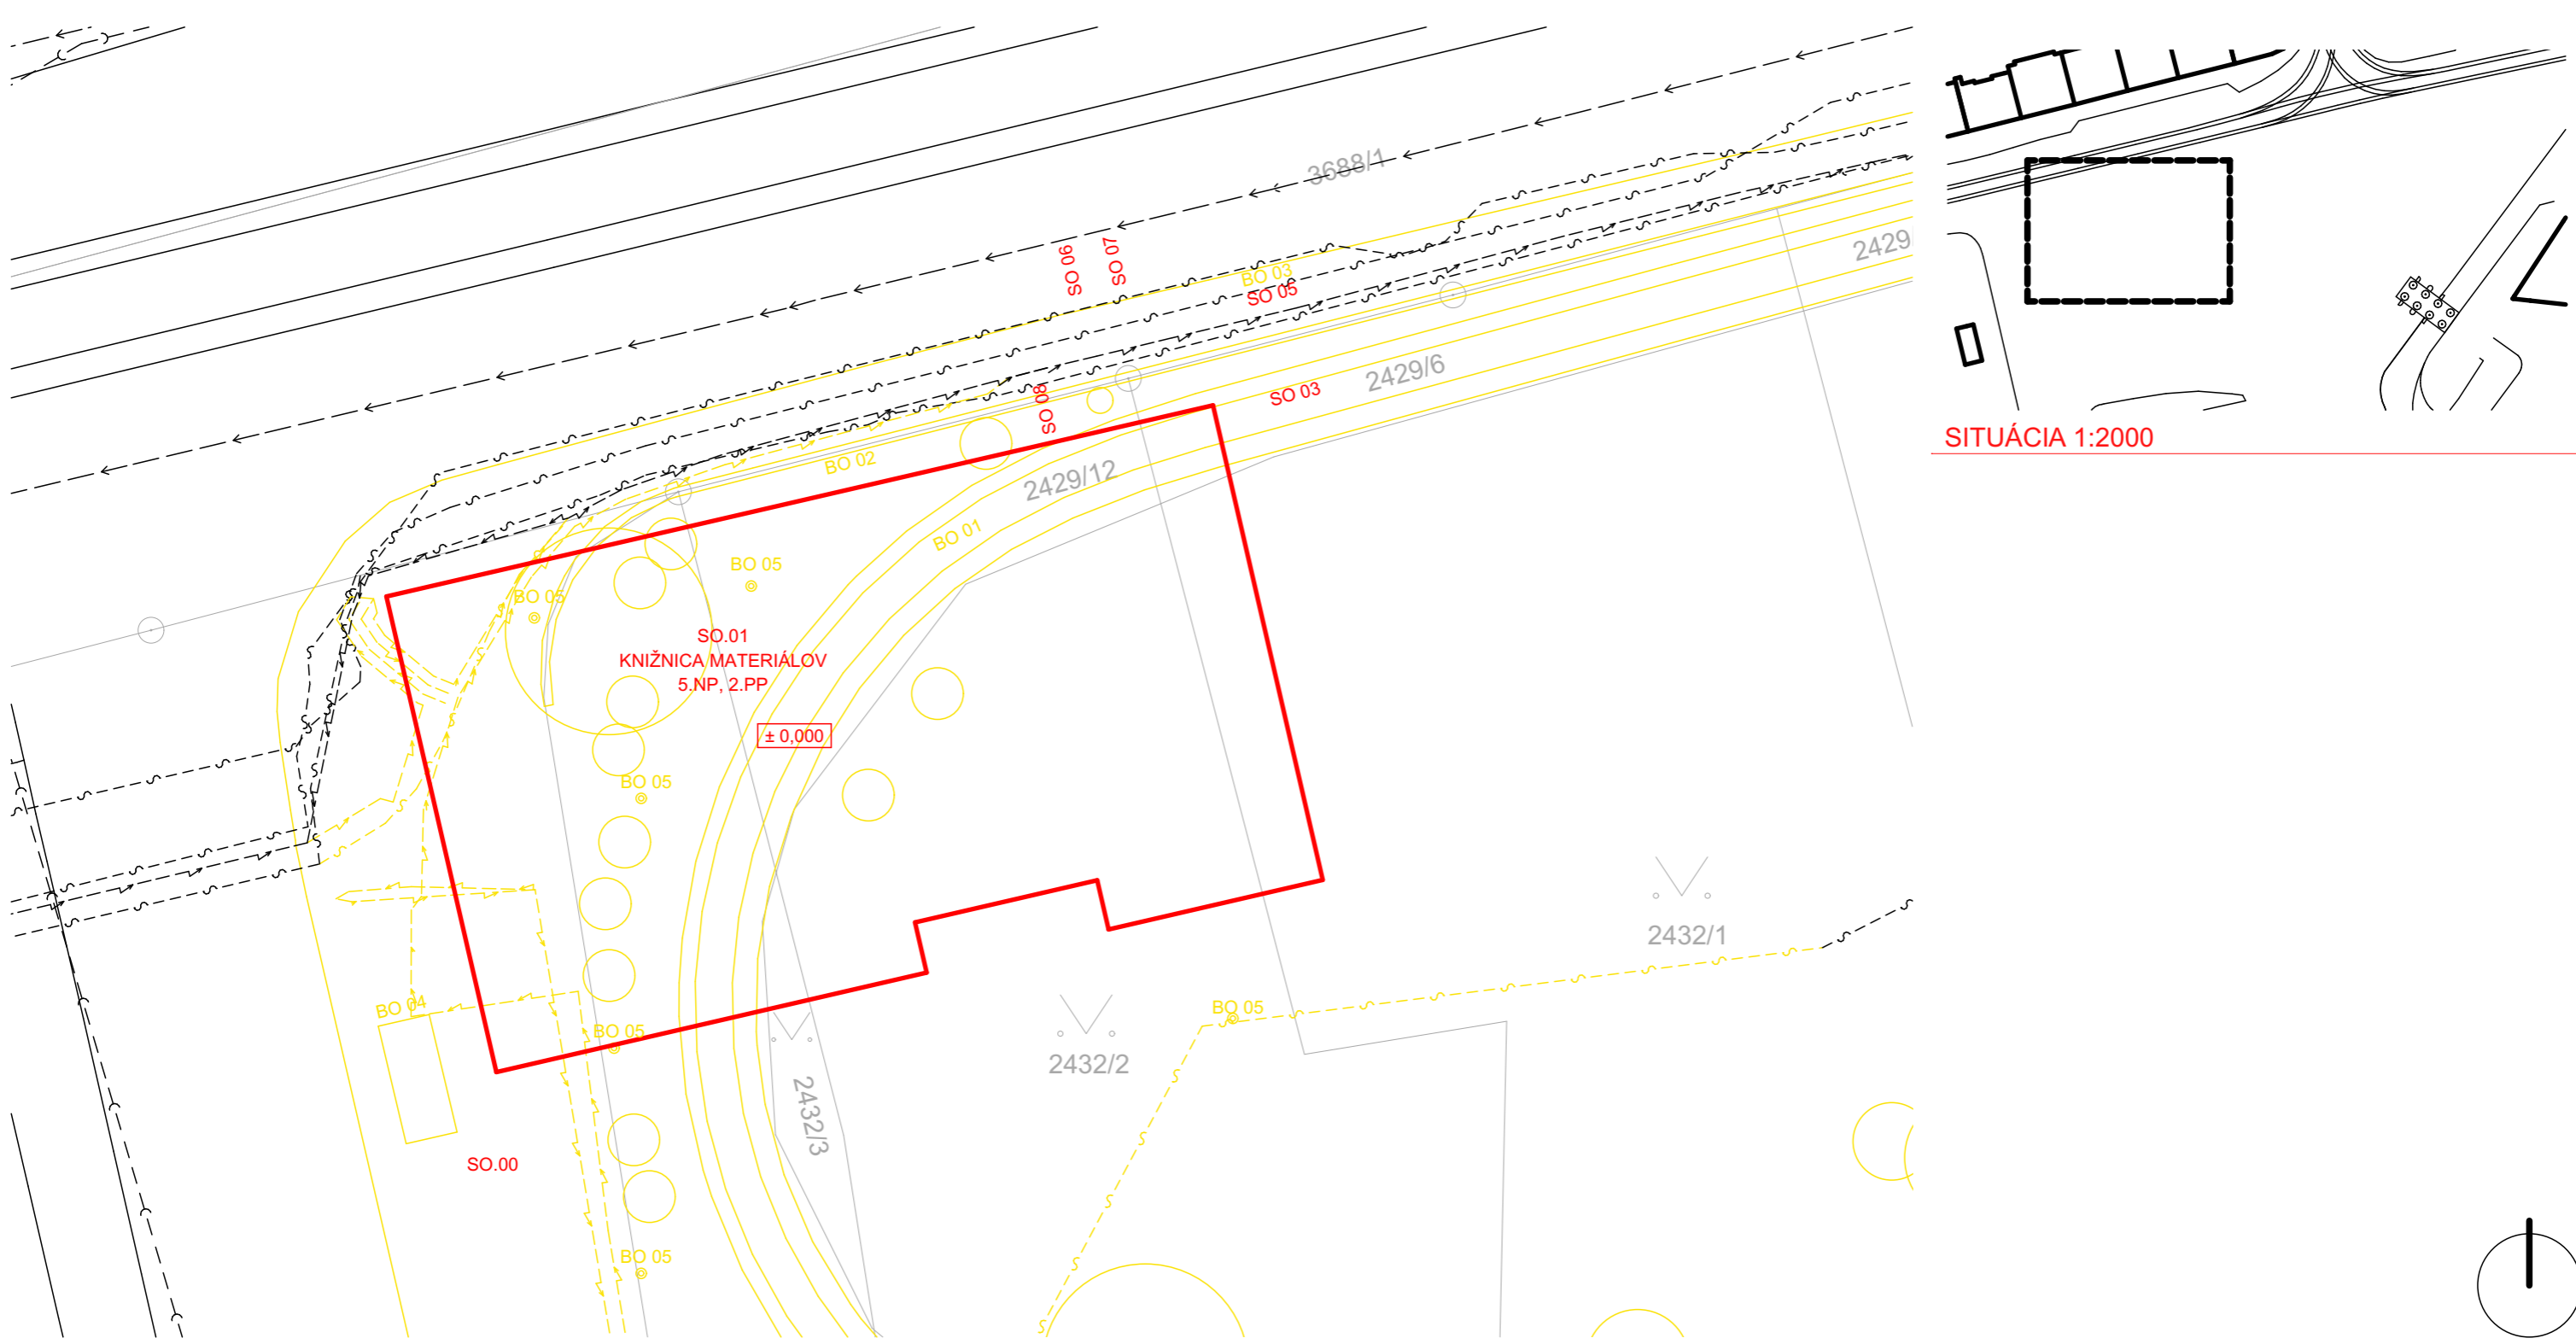 3688/1
SO 06
SO 07
BO 03
SO 05
2429
SITUÁCIA 1:2000
2429/6
SO 03
SO 08
BO 02
2429/12
BO 01
BO 05
BO 05
SO.01
KNIŽNICA MATERIÁLOV
5.NP, 2.PP
± 0,000
BO 05
2432/1
BO 04
BO 05
BO 05
2432/2
2432/3
SO.00
BO 05